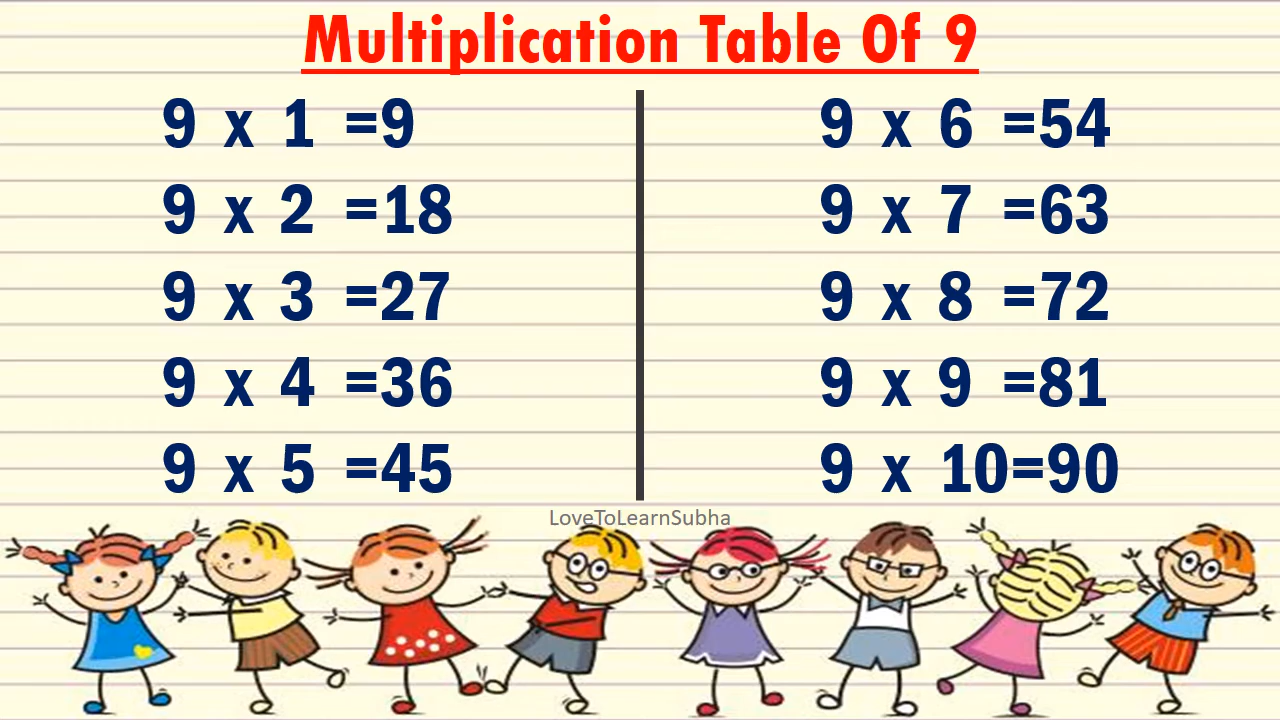 Multiplication Table Of 9
9 x 1 =9
9 x 2 =18
9 x 3 =27
9 x 4 =36
9 x 5 =45
9 x 6 =54
9 x 7 =63
9 x 8 =72
9 x 9 =81
9 x 10=90
LoveToLearnSubha